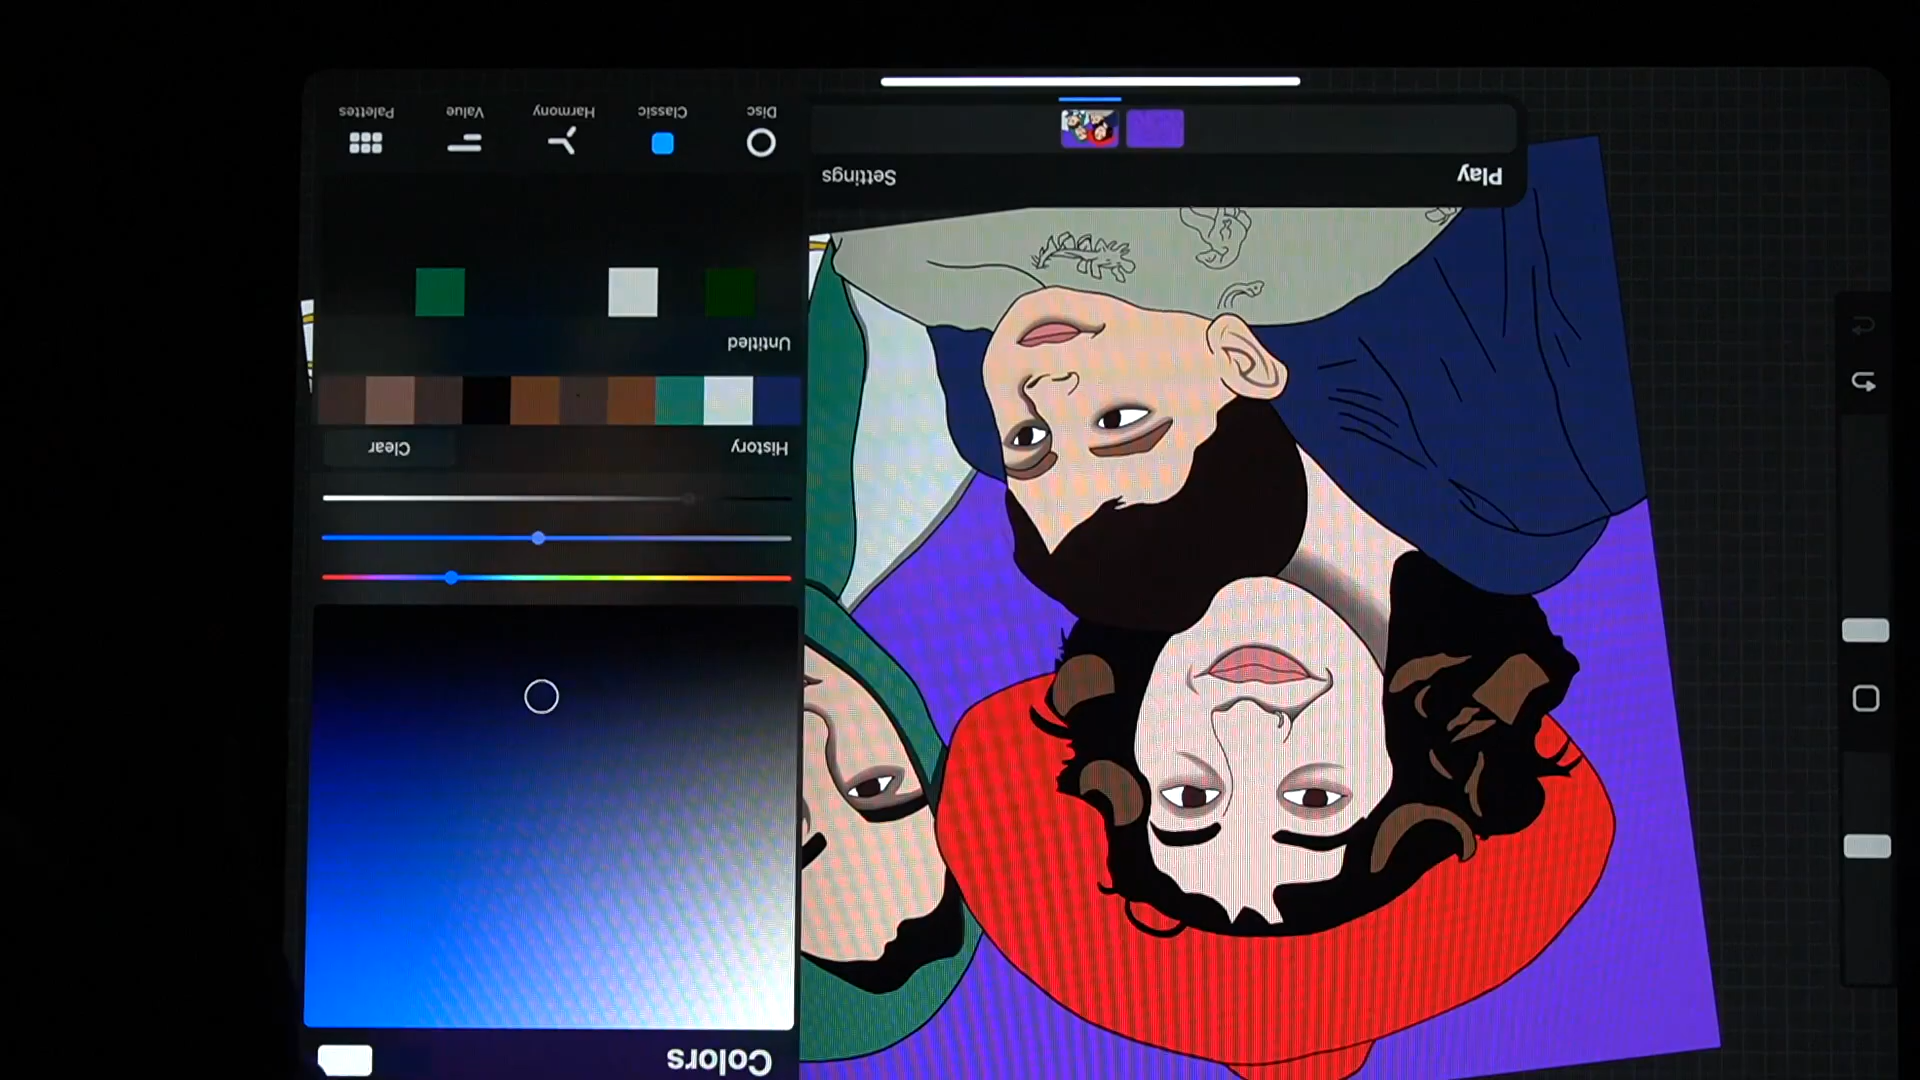 Colors
History
Clear
Untitled
Disc
Classic
Harmony
Value
Palettes
Play
Settings